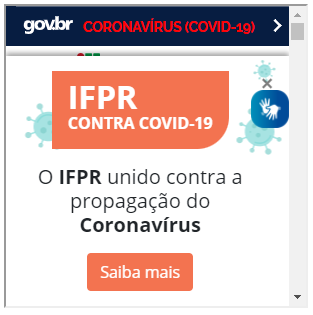 gov.br CORONAVÍRUS (COVID-19)
IFPR
CONTRA COVID-19
O IFPR unido contra a
propagação do
Coronavírus
Saiba mais